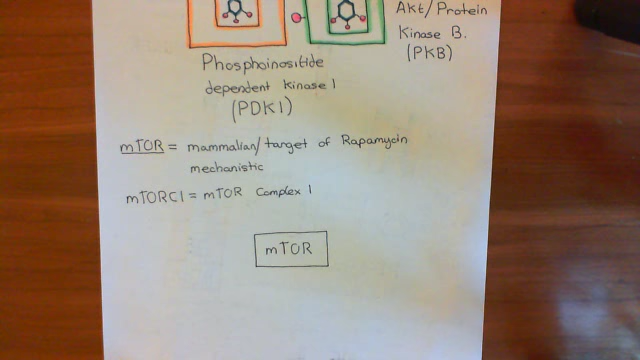 Akt/Protein
Kinase B.
(PKB)
Phosphoinositide
dependent kinase 1
(PDK1)
mTOR = mammalian/target of Rapamycin
mechanistic
mTORC1 = mTOR Complex 1
mTOR